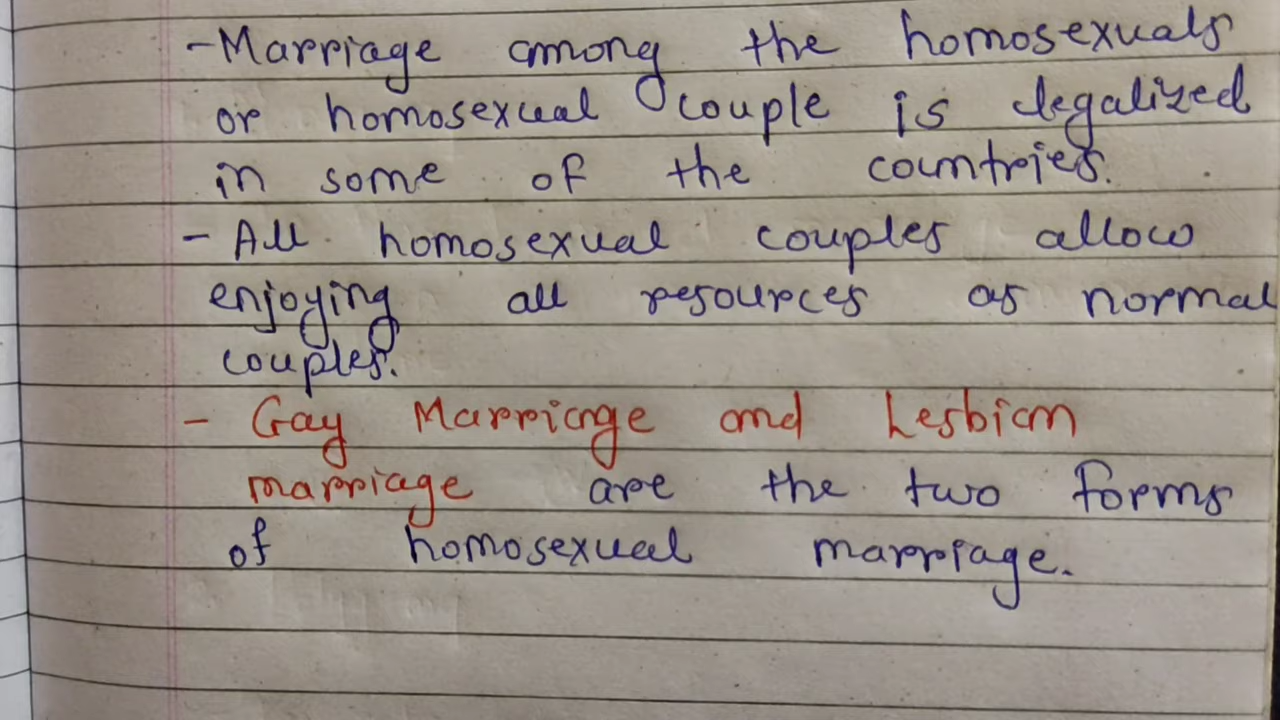 - Marriage among the homosexuals
or homosexual couple is legalized
in some of the countries.
- All homosexual couples allow
enjoying all resources as normal
couples.
- Gay Marriage and Lesbian
marriage are the two forms
of homosexual marriage.